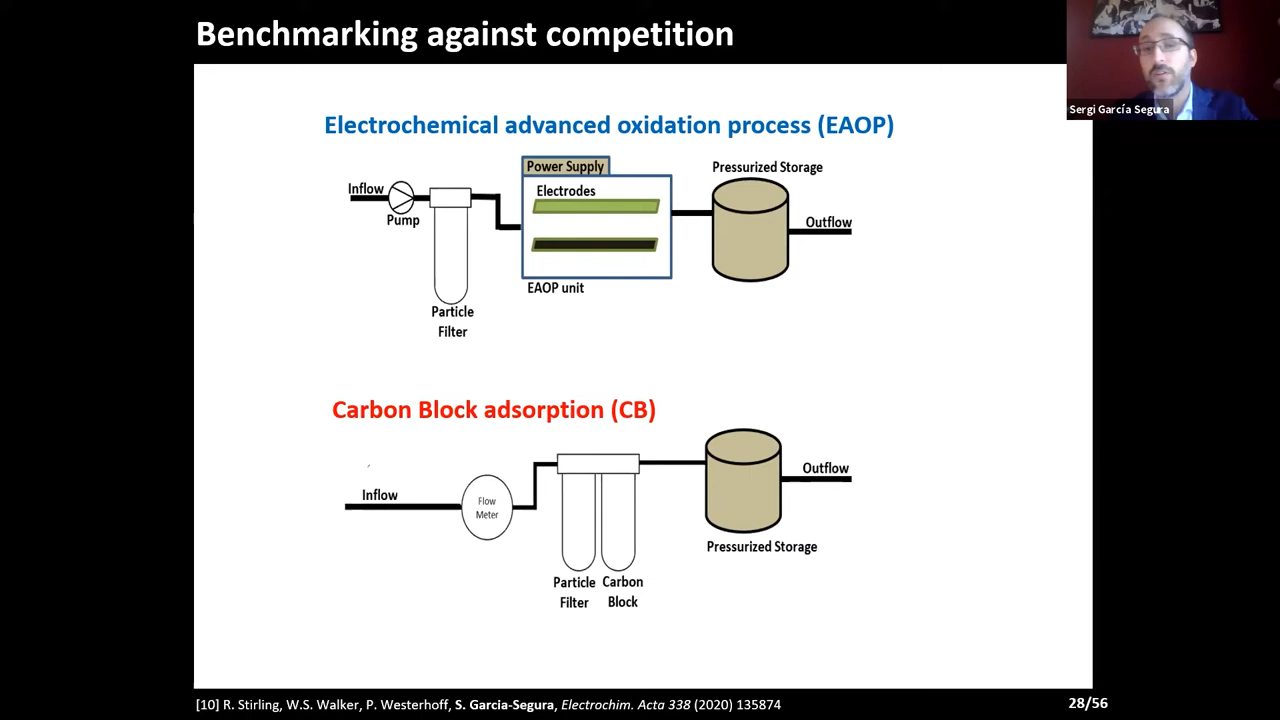 Benchmarking against competition
Sergi García Segura
Electrochemical advanced oxidation process (EAOP)
Power Supply
Pressurized Storage
Inflow
Electrodes
Pump
Outflow
EAOP unit
Particle
Filter
Carbon Block adsorption (CB)
Outflow
Inflow
Flow
Meter
Pressurized Storage
Particle Carbon
Filter Block
[10] R. Stirling, W.S. Walker, P. Westerhoff, S. Garcia-Segura, Electrochim. Acta 338 (2020) 135874
28/56